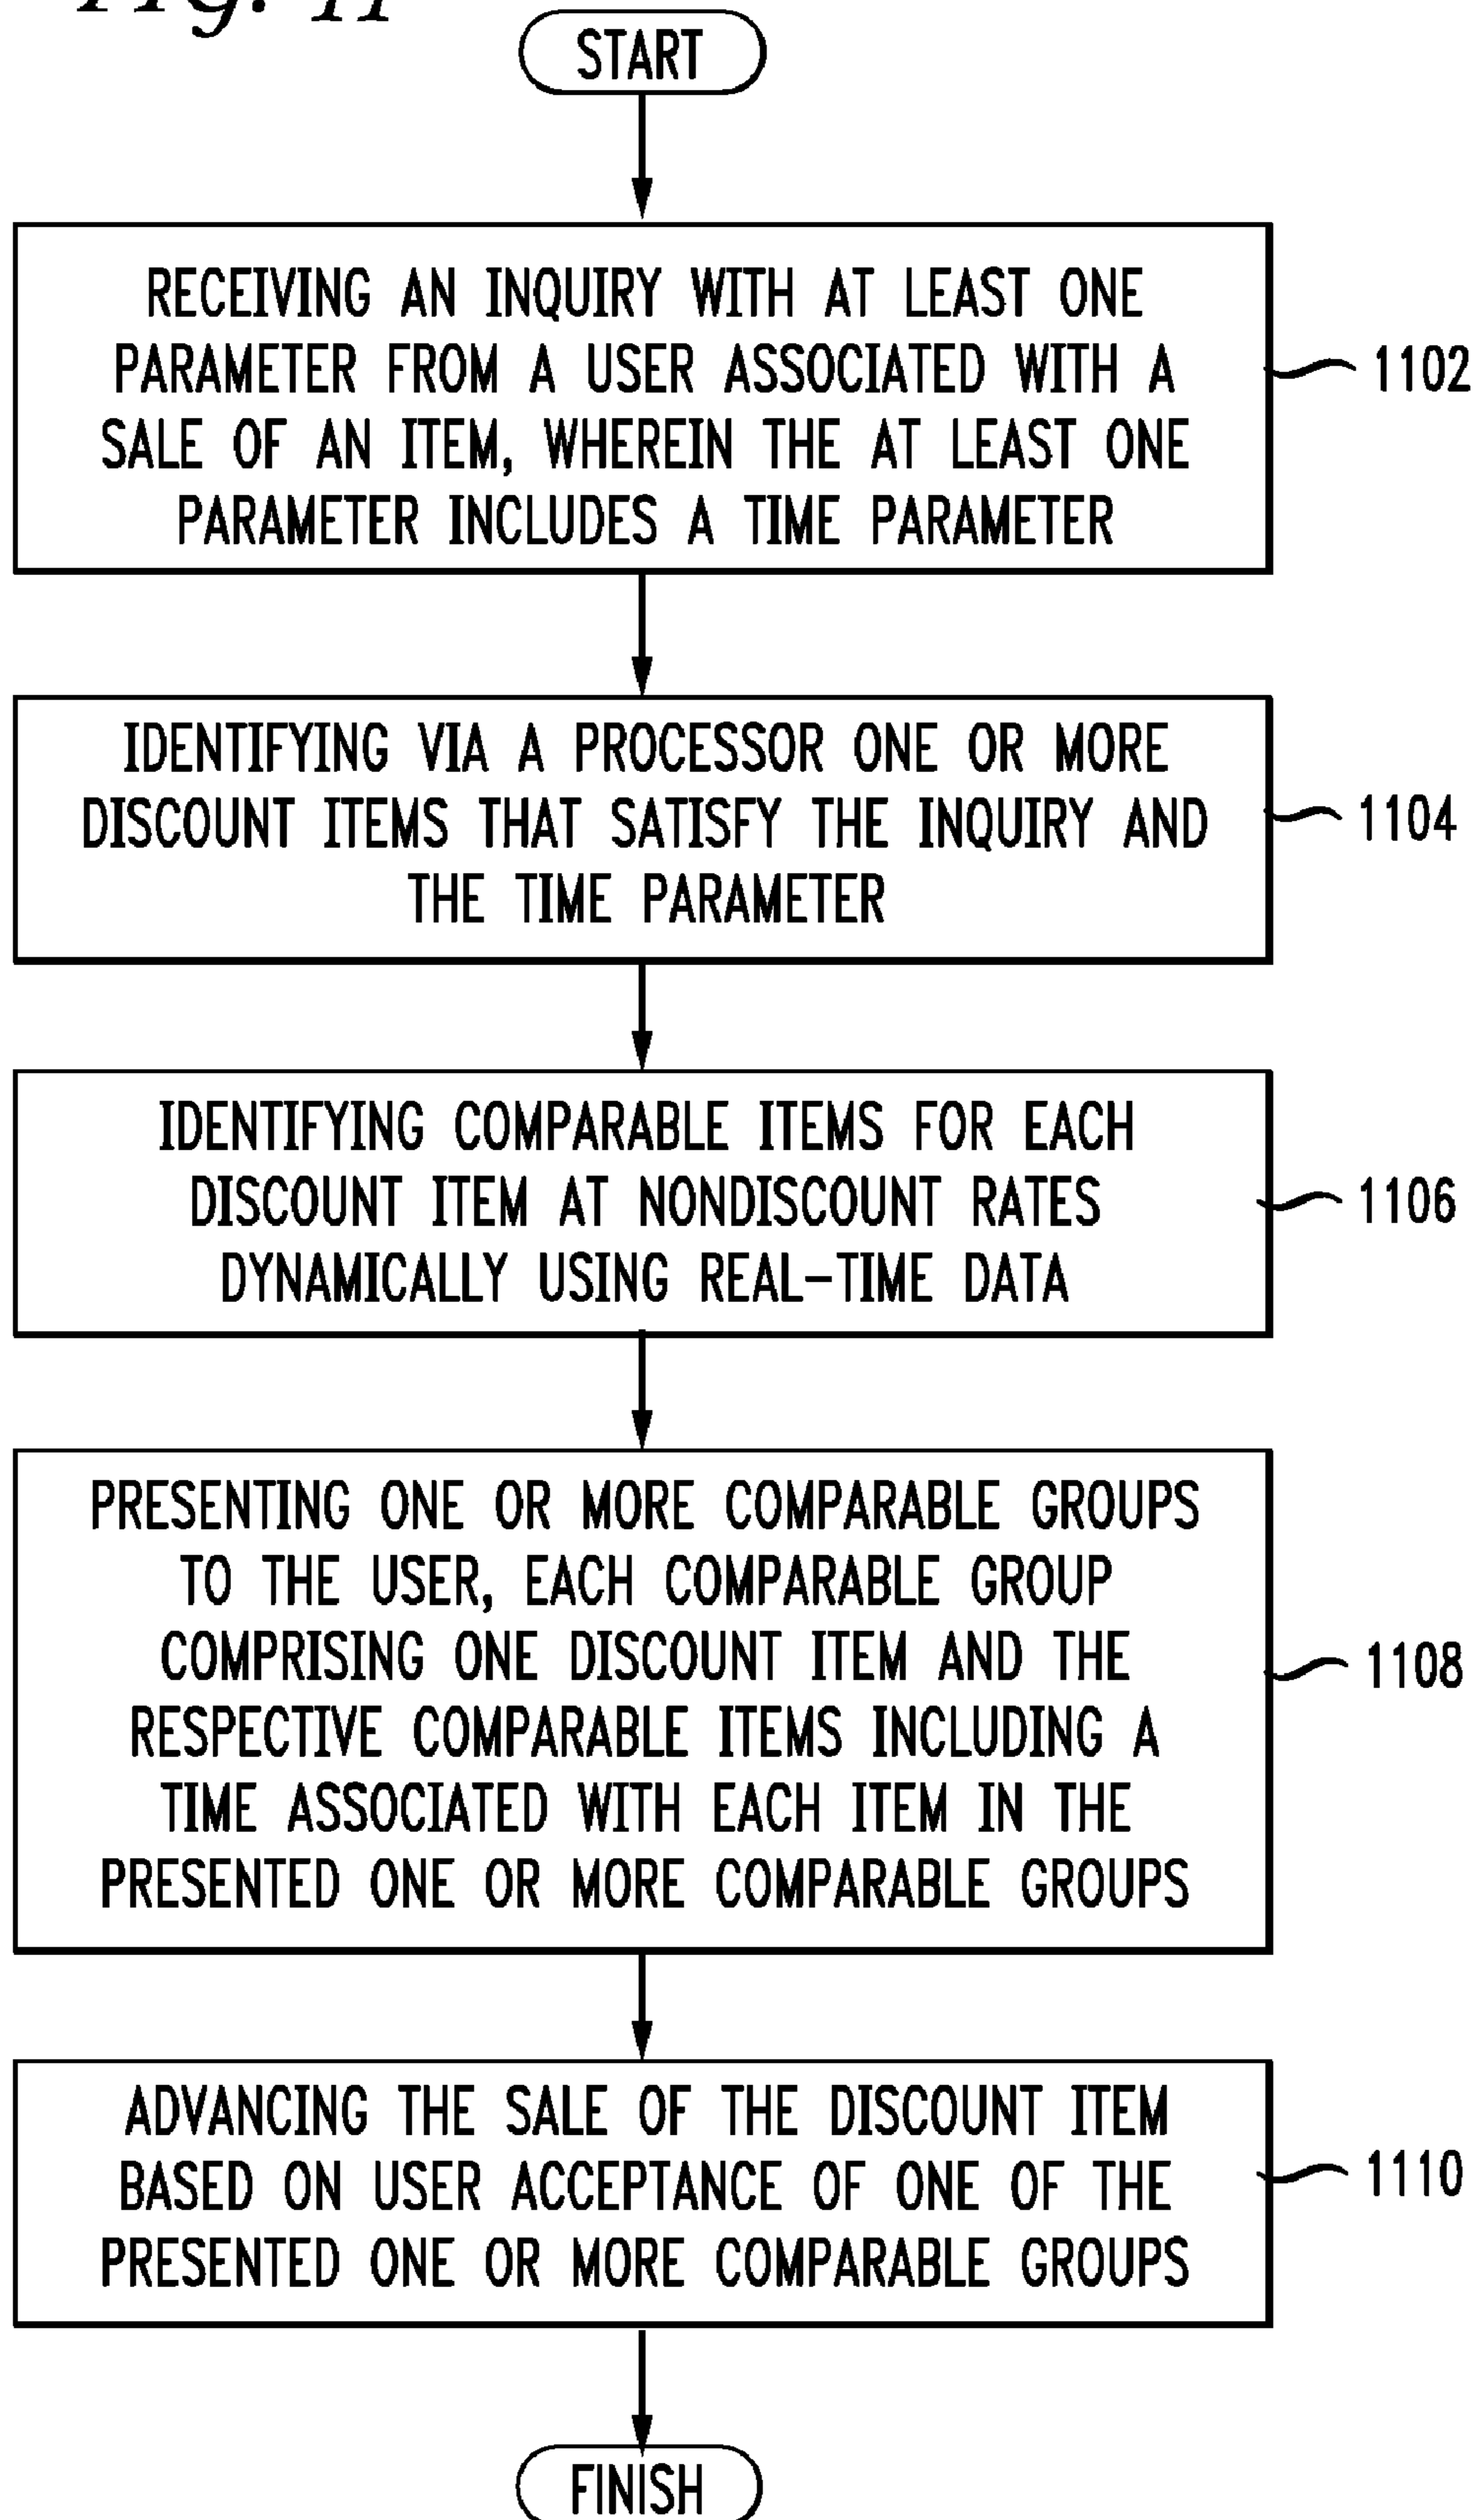 Fig. 11
START
RECEIVING AN INQUIRY WITH AT LEAST ONE
PARAMETER FROM A USER ASSOCIATED WITH A
SALE OF AN ITEM, WHEREIN THE AT LEAST ONE
PARAMETER INCLUDES A TIME PARAMETER
1102
IDENTIFYING VIA A PROCESSOR ONE OR MORE
DISCOUNT ITEMS THAT SATISFY THE INQUIRY AND
THE TIME PARAMETER
1104
IDENTIFYING COMPARABLE ITEMS FOR EACH
DISCOUNT ITEM AT NONDISCOUNT RATES
DYNAMICALLY USING REAL-TIME DATA
1106
PRESENTING ONE OR MORE COMPARABLE GROUPS
TO THE USER, EACH COMPARABLE GROUP
COMPRISING ONE DISCOUNT ITEM AND THE
RESPECTIVE COMPARABLE ITEMS INCLUDING A
TIME ASSOCIATED WITH EACH ITEM IN THE
PRESENTED ONE OR MORE COMPARABLE GROUPS
1108
ADVANCING THE SALE OF THE DISCOUNT ITEM
BASED ON USER ACCEPTANCE OF ONE OF THE
PRESENTED ONE OR MORE COMPARABLE GROUPS
1110
FINISH